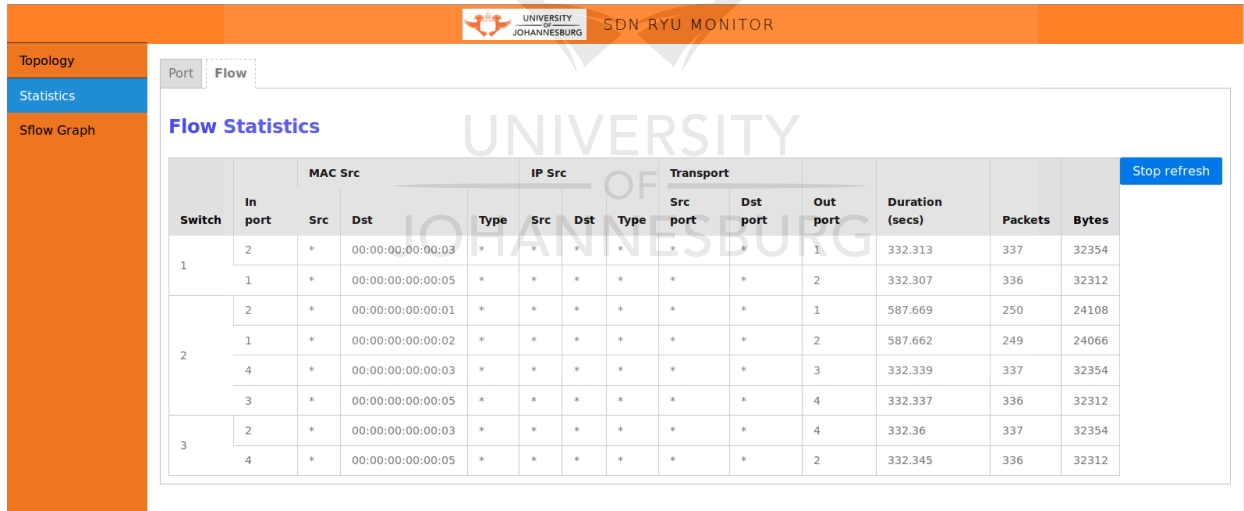 UNIVERSITY
OF
JOHANNESBURG
SDN RYU MONITOR
Topology
Statistics
Sflow Graph
Port Flow
Flow Statistics
UNIVERSITY
OF
JOHANNESBURG
Stop refresh
MAC Src IP Src Transport
Switch In port Src Dst Type Src Dst Type Src port Dst port Out port Duration (secs) Packets Bytes
1 2 * 00:00:00:00:00:03 * * * * * * 1 332.313 337 32354
1 * 00:00:00:00:00:05 * * * * * * 2 332.307 336 32312
2 2 * 00:00:00:00:00:01 * * * * * * 1 587.669 250 24108
1 * 00:00:00:00:00:02 * * * * * * 2 587.662 249 24066
4 * 00:00:00:00:00:03 * * * * * * 3 332.339 337 32354
3 * 00:00:00:00:00:05 * * * * * * 4 332.337 336 32312
3 2 * 00:00:00:00:00:03 * * * * * * 4 332.36 337 32354
4 * 00:00:00:00:00:05 * * * * * * 2 332.345 336 32312